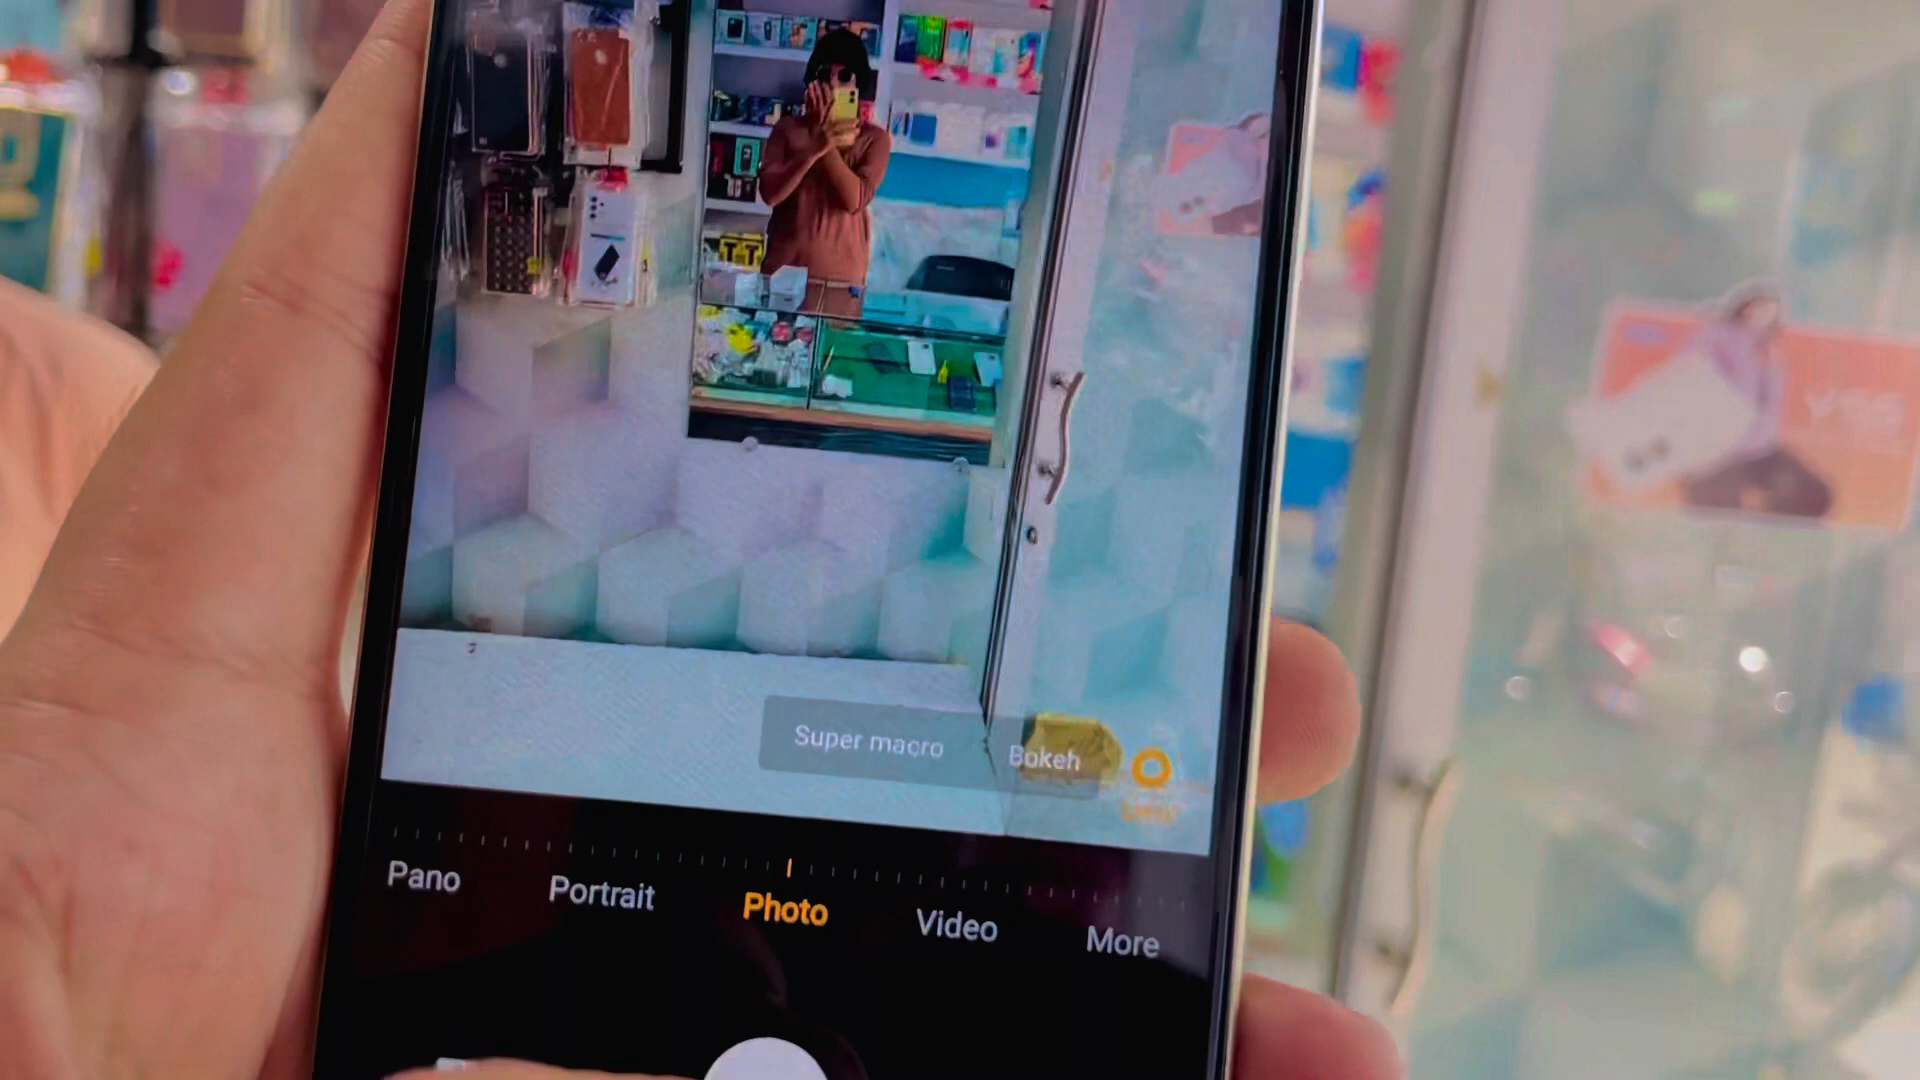 Super macro
Bokeh
Pano
Portrait
Photo
Video
More